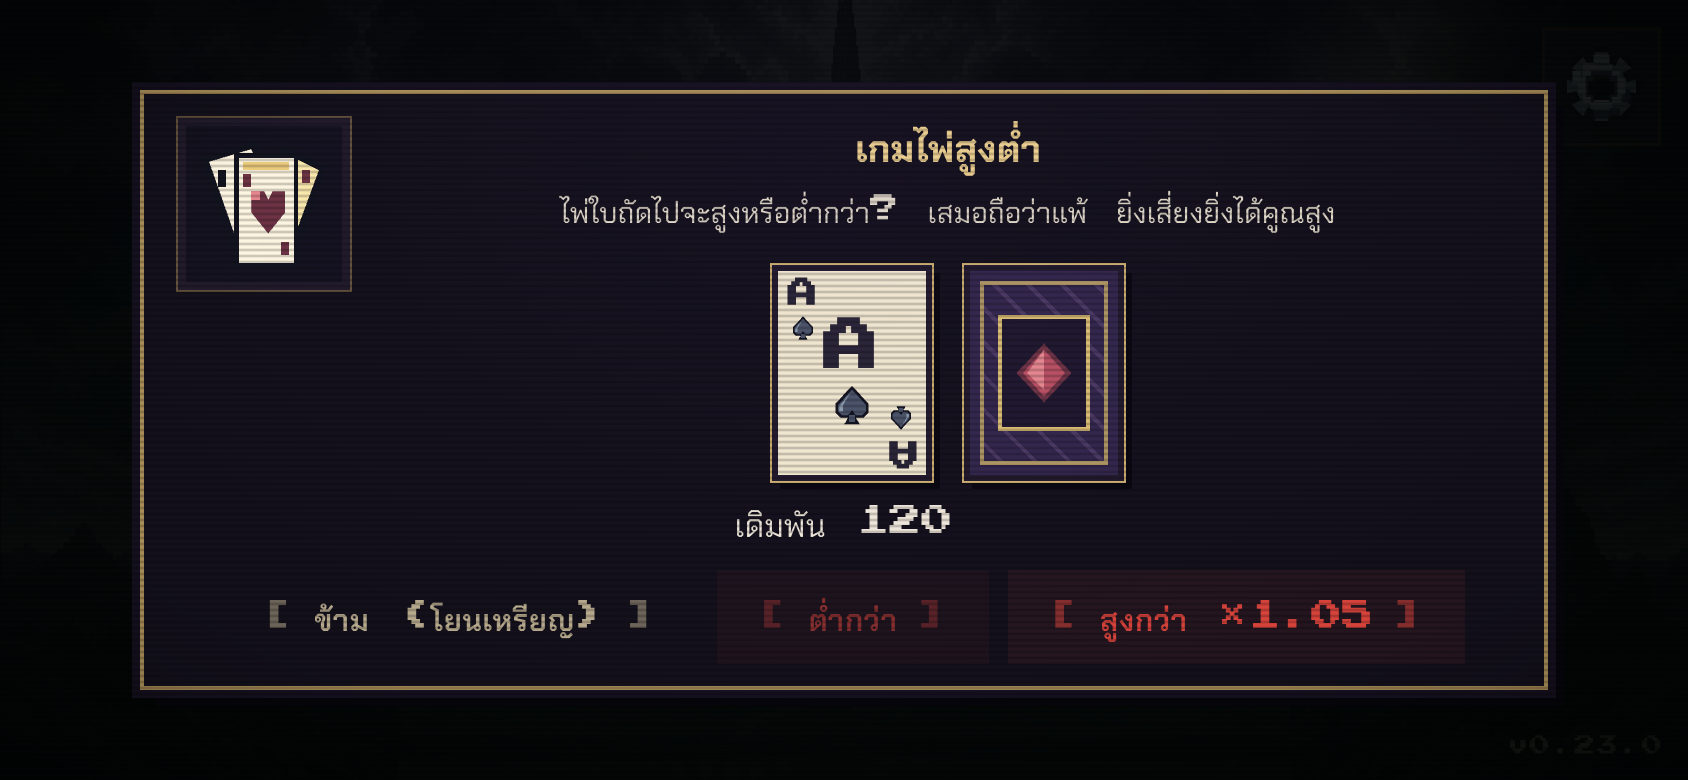 เกมไพ่สูงต่ำ
ไพ่ใบถัดไปจะสูงหรือต่ำกว่า? เสมอถือว่าแพ้ ยิ่งเสี่ยงยิ่งได้คูณสูง
A
A
A
เดิมพัน 120
[ ข้าม (โยนเหรียญ) ] [ ต่ำกว่า ] [ สูงกว่า ×1.05 ]
v0.23.0